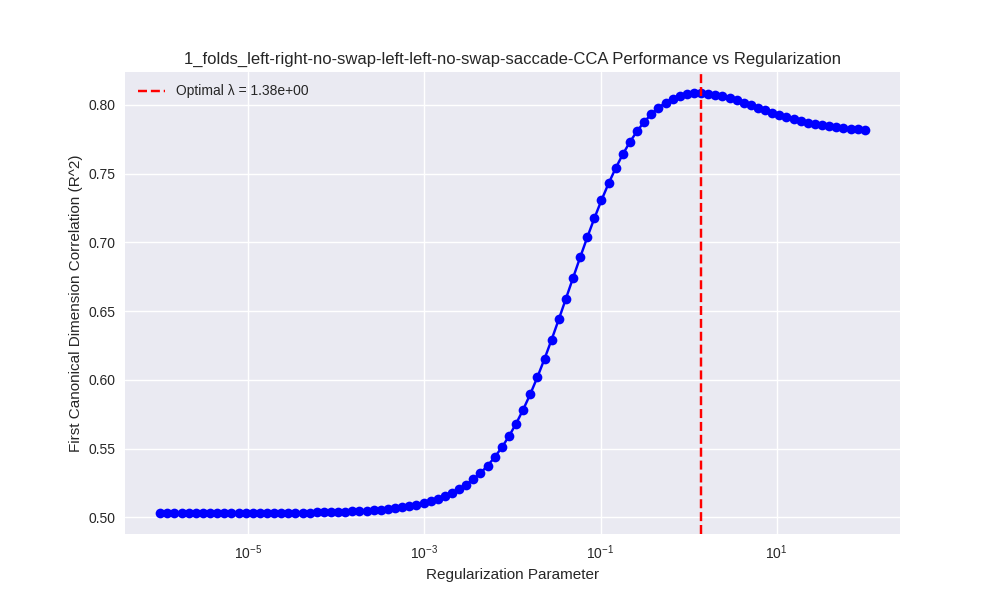 1_folds_left-right-no-swap-left-left-no-swap-saccade-CCA Performance vs Regularization
Optimal λ = 1.38e+00
First Canonical Dimension Correlation (R^2)
0.80
0.75
0.70
0.65
0.60
0.55
0.50
10⁻⁵ 10⁻³ 10⁻¹ 10¹
Regularization Parameter